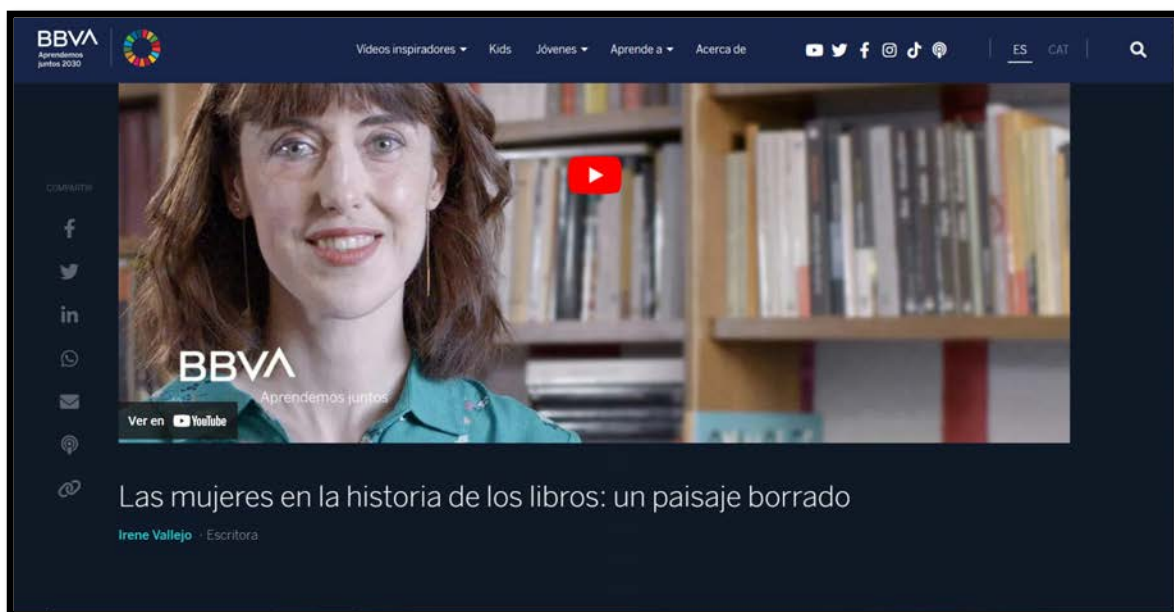 BBVA
Aprendemos
juntos 2030
Vídeos inspiradores Kids Jóvenes Aprende a Acerca de ES CAT
COMPARTIR
BBVA
Aprendemos juntos
Ver en YouTube
Las mujeres en la historia de los libros: un paisaje borrado
Irene Vallejo · Escritora